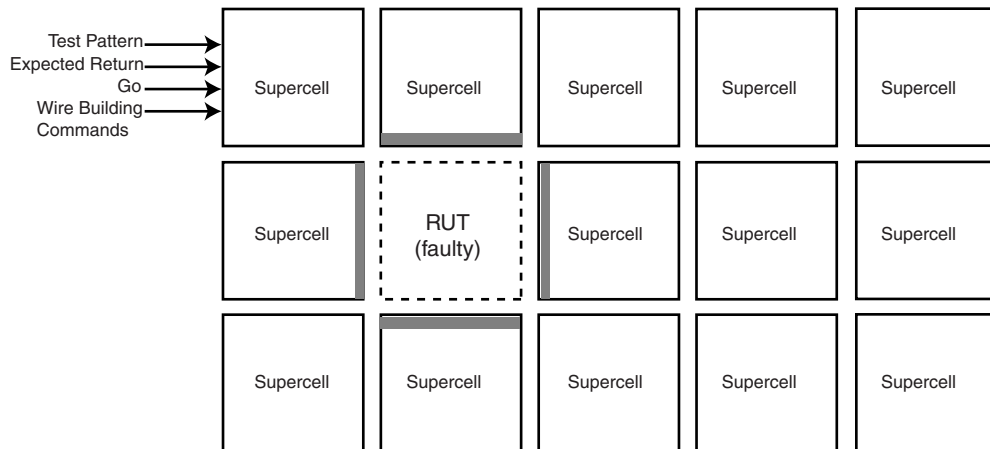 Test Pattern
Expected Return
Go
Wire Building
Commands
Supercell
Supercell
Supercell
Supercell
Supercell
Supercell
RUT
(faulty)
Supercell
Supercell
Supercell
Supercell
Supercell
Supercell
Supercell
Supercell